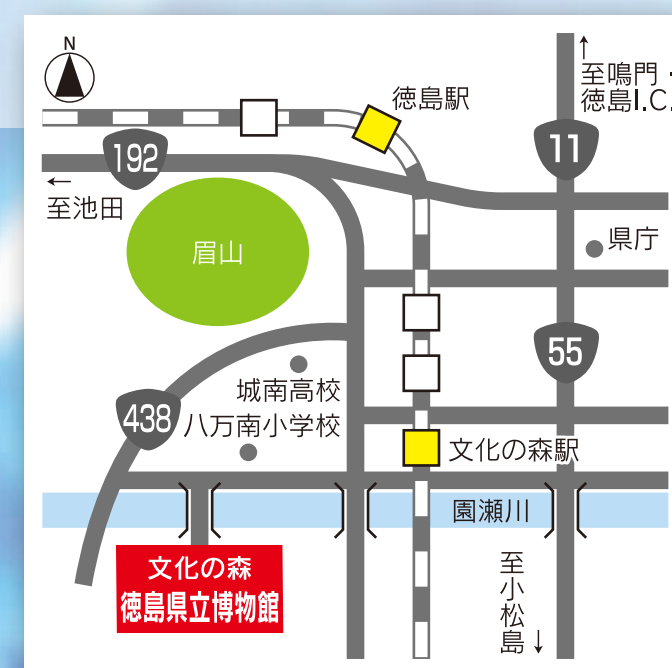 N
徳島駅
至鳴門・
徳島I.C.
192
11
至池田
眉山
県庁
55
城南高校
438
八万南小学校
文化の森駅
園瀬川
文化の森
徳島県立博物館
至小松島